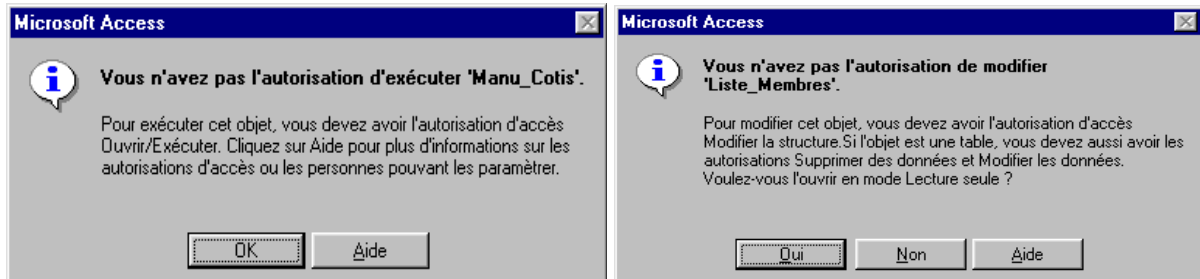 Microsoft Access
Vous n'avez pas l'autorisation d'exécuter 'Manu_Cotis'.
Pour exécuter cet objet, vous devez avoir l'autorisation d'accès
Ouvrir/Exécuter. Cliquez sur Aide pour plus d'informations sur les
autorisations d'accès ou les personnes pouvant les paramètrer.
OK
Aide
Microsoft Access
Vous n'avez pas l'autorisation de modifier
'Liste_Membres'.
Pour modifier cet objet, vous devez avoir l'autorisation d'accès
Modifier la structure.Si l'objet est une table, vous devez aussi avoir les
autorisations Supprimer des données et Modifier les données.
Voulez-vous l'ouvrir en mode Lecture seule ?
Oui
Non
Aide